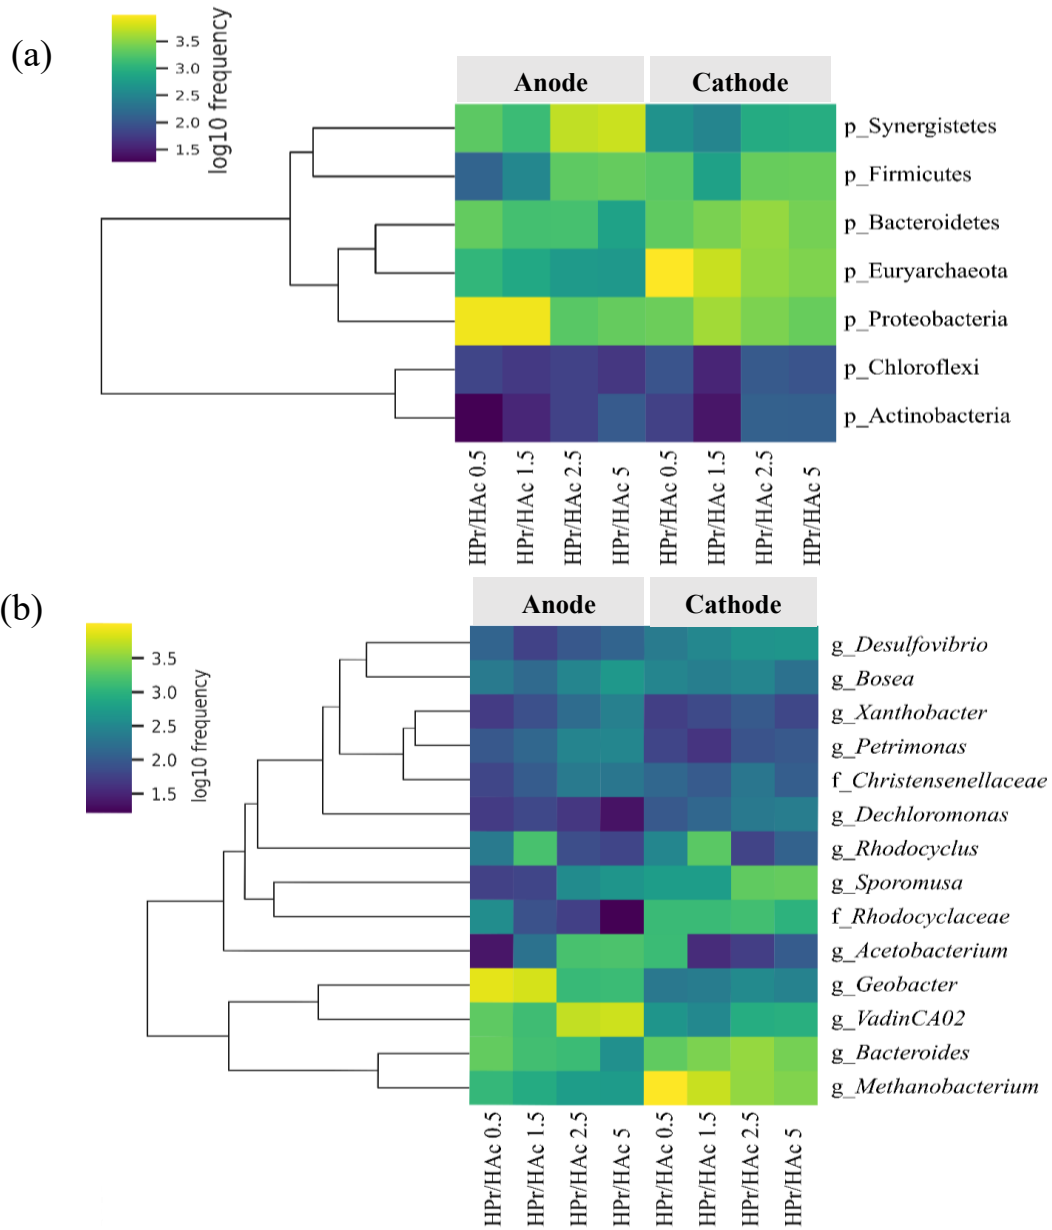 (a)
3.5
3.0
2.5
2.0
1.5
log10 frequency
Anode
Cathode
p_Synergistetes
p_Firmicutes
p_Bacteroidetes
p_Euryarchaeota
p_Proteobacteria
p_Chloroflexi
p_Actinobacteria
HPr/HAc 0.5
HPr/HAc 1.5
HPr/HAc 2.5
HPr/HAc 5
HPr/HAc 0.5
HPr/HAc 1.5
HPr/HAc 2.5
HPr/HAc 5
(b)
3.5
3.0
2.5
2.0
1.5
log10 frequency
Anode
Cathode
g_Desulfovibrio
g_Bosea
g_Xanthobacter
g_Petrimonas
f_Christensenellaceae
g_Dechloromonas
g_Rhodocyclus
g_Sporomusa
f_Rhodocyclaceae
g_Acetobacterium
g_Geobacter
g_VadinCA02
g_Bacteroides
g_Methanobacterium
HPr/HAc 0.5
HPr/HAc 1.5
HPr/HAc 2.5
HPr/HAc 5
HPr/HAc 0.5
HPr/HAc 1.5
HPr/HAc 2.5
HPr/HAc 5